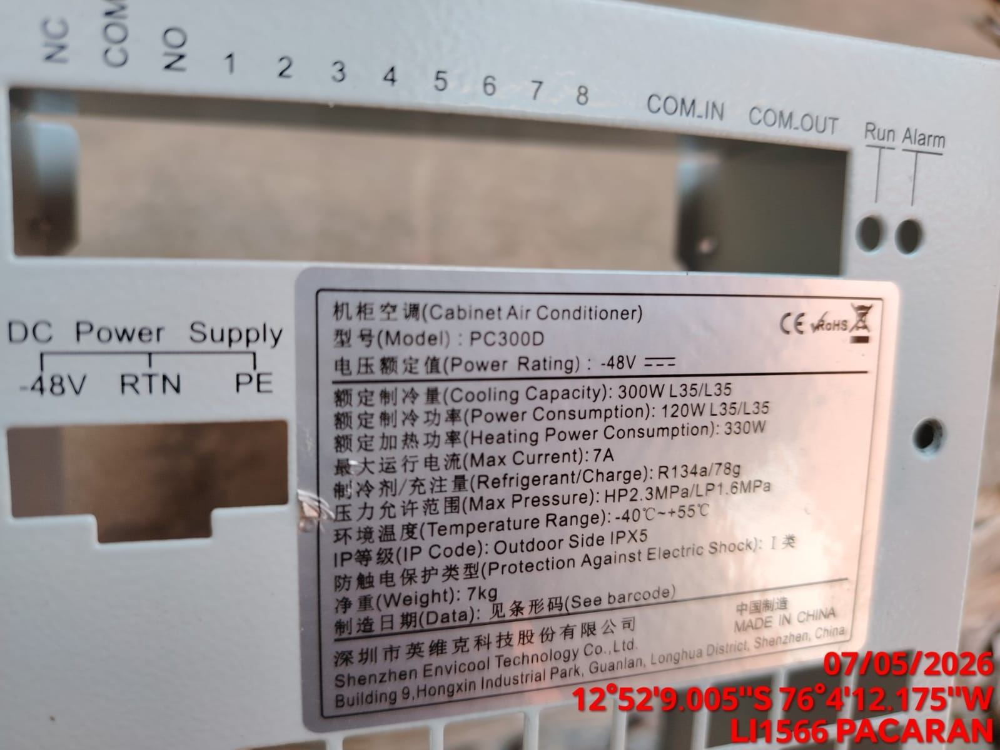 NC COM NO 1 2 3 4 5 6 7 8 COM_IN COM_OUT Run Alarm
DC Power Supply
-48V RTN PE
机柜空调(Cabinet Air Conditioner)
CE RoHS
型号(Model) : PC300D
电压额定值(Power Rating) : -48V
额定制冷量(Cooling Capacity): 300W L35/L35
额定制冷功率(Power Consumption): 120W L35/L35
额定加热功率(Heating Power Consumption): 330W
最大运行电流(Max Current): 7A
制冷剂/充注量(Refrigerant/Charge): R134a/78g
压力允许范围(Max Pressure): HP2.3MPa/LP1.6MPa
环境温度(Temperature Range): -40℃~+55℃
IP等级(IP Code): Outdoor Side IPX5
防触电保护类型(Protection Against Electric Shock): I 类
净重(Weight): 7kg
制造日期(Data): 见条形码(See barcode)
中国制造
MADE IN CHINA
深圳市英维克科技股份有限公司
Shenzhen Envicool Technology Co.,Ltd.
Building 9,Hongxin Industrial Park, Guanlan, Longhua District, Shenzhen, China
07/05/2026
12°52'9.005"S 76°4'12.175"W
LI1566 PACARAN